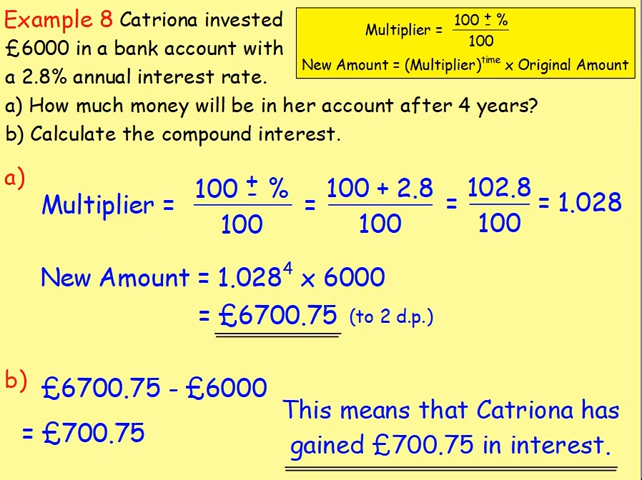 Example 8 Catriona invested
£6000 in a bank account with
a 2.8% annual interest rate.
Multiplier = 100 ± % / 100
New Amount = (Multiplier)^time x Original Amount
a) How much money will be in her account after 4 years?
b) Calculate the compound interest.
a) Multiplier = 100 ± % / 100 = 100 + 2.8 / 100 = 102.8 / 100 = 1.028
New Amount = 1.028⁴ x 6000
= £6700.75 (to 2 d.p.)
b) £6700.75 - £6000
= £700.75
This means that Catriona has
gained £700.75 in interest.